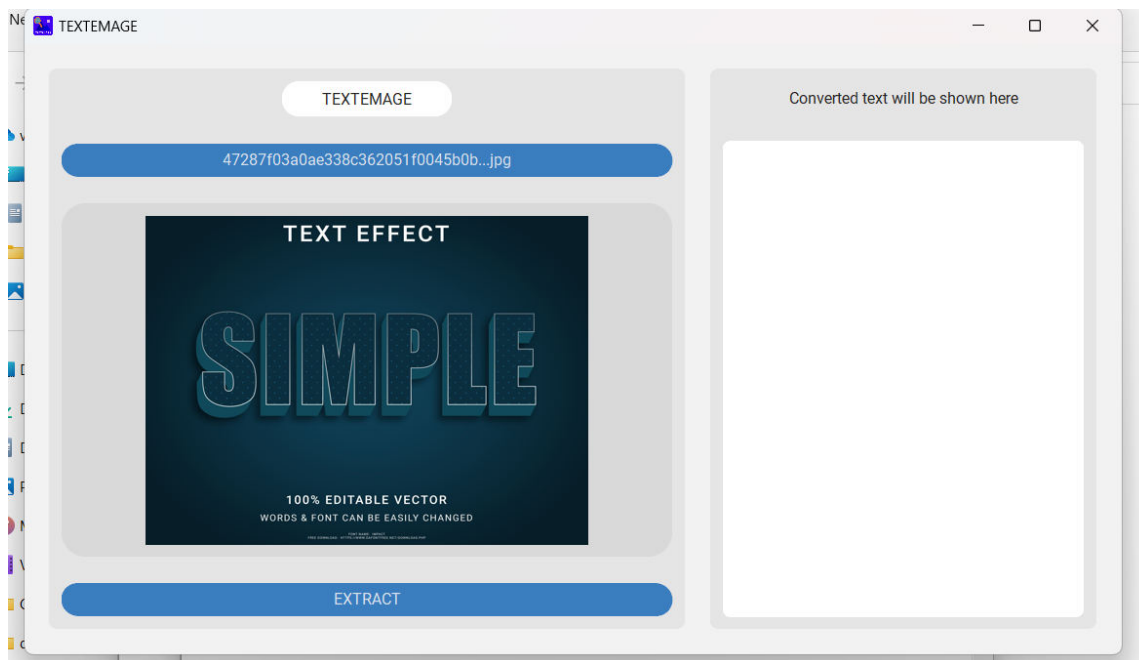 Ne
TEXTEMAGE
TEXTEMAGE
47287f03a0ae338c362051f0045b0b...jpg
TEXT EFFECT
SIMPLE
100% EDITABLE VECTOR
WORDS & FONT CAN BE EASILY CHANGED
EXTRACT
Converted text will be shown here